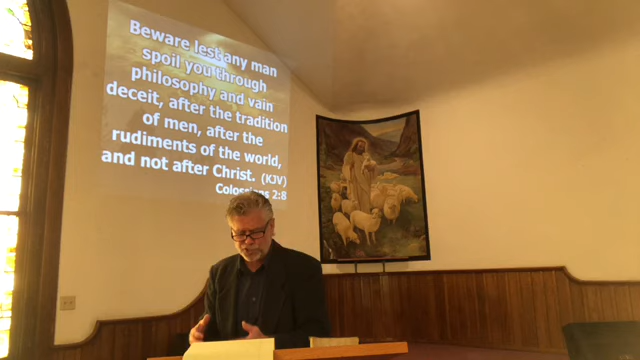 Beware lest any man
spoil you through
philosophy and vain
deceit, after the tradition
of men, after the
rudiments of the world,
and not after Christ. (KJV)
Colossians 2:8